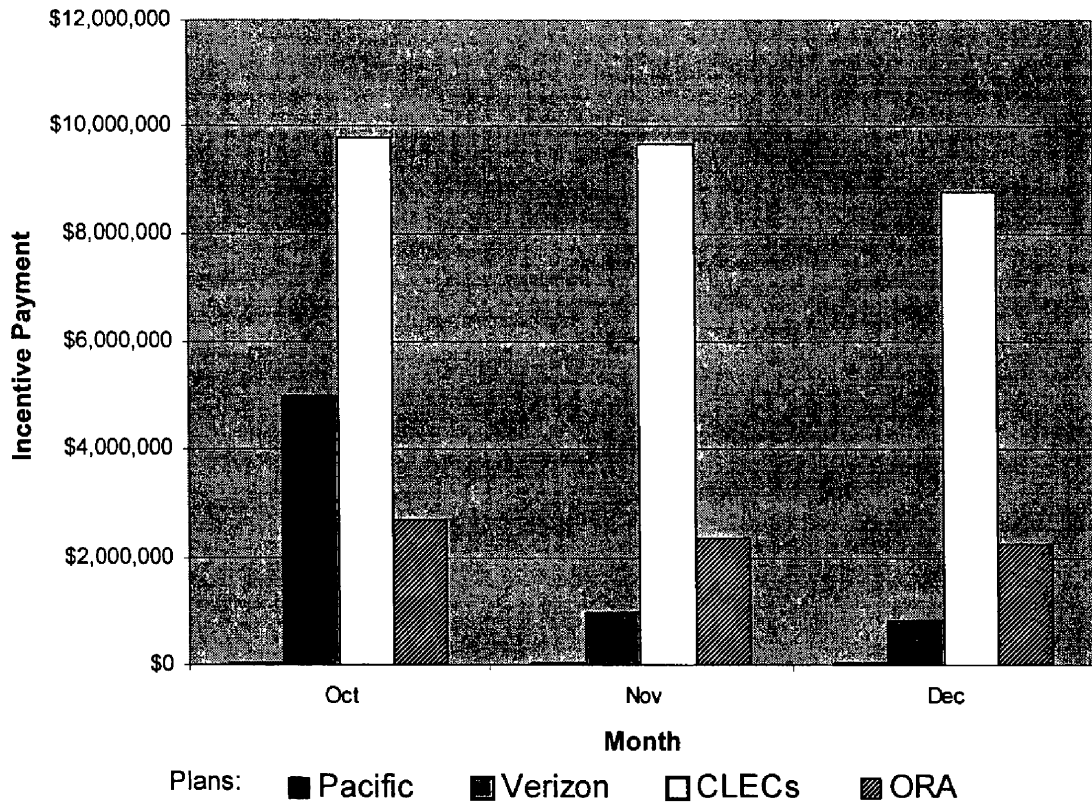 $12,000,000
$10,000,000
$8,000,000
$6,000,000
$4,000,000
$2,000,000
$0
Incentive Payment
Oct Nov Dec
Month
Plans: Pacific Verizon CLECs ORA